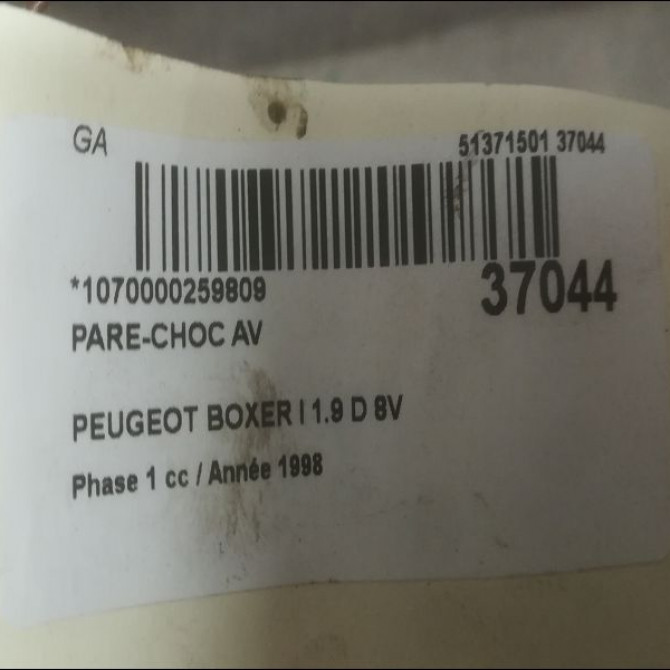 GA 51371501 37044
*1070000259809 37044
PARE-CHOC AV
PEUGEOT BOXER I 1.9 D 8V
Phase 1 cc / Année 1998